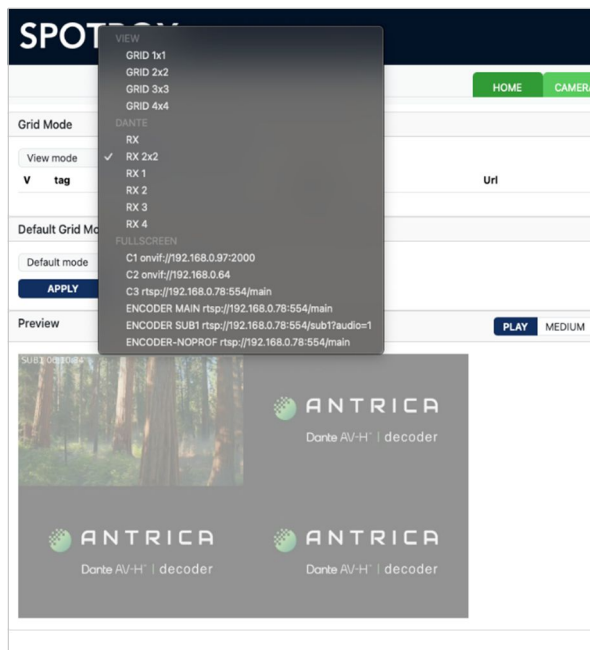 SPOTBOX
VIEW
GRID 1x1
GRID 2x2
GRID 3x3
GRID 4x4
HOME
CAMERA
Grid Mode
DANTE
RX
View mode
✓ RX 2x2
V tag
RX 1
Url
RX 2
RX 3
RX 4
Default Grid Mo
FULLSCREEN
C1 onvif://192.168.0.97:2000
Default mode
C2 onvif://192.168.0.64
C3 rtsp://192.168.0.78:554/main
APPLY
ENCODER MAIN rtsp://192.168.0.78:554/main
ENCODER SUB1 rtsp://192.168.0.78:554/sub1?audio=1
Preview
PLAY
MEDIUM
ENCODER-NOPROF rtsp://192.168.0.78:554/main
ANTRICA
Dante AV-H™ | decoder
ANTRICA
Dante AV-H™ | decoder
ANTRICA
Dante AV-H™ | decoder